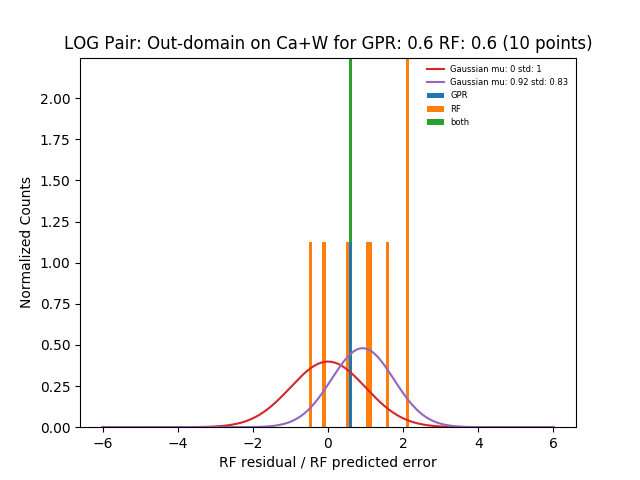 LOG Pair: Out-domain on Ca+W for GPR: 0.6 RF: 0.6 (10 points)
Gaussian mu: 0 std: 1
Gaussian mu: 0.92 std: 0.83
GPR
RF
both
Normalized Counts
2.00
1.75
1.50
1.25
1.00
0.75
0.50
0.25
0.00
−6
−4
−2
0
2
4
6
RF residual / RF predicted error